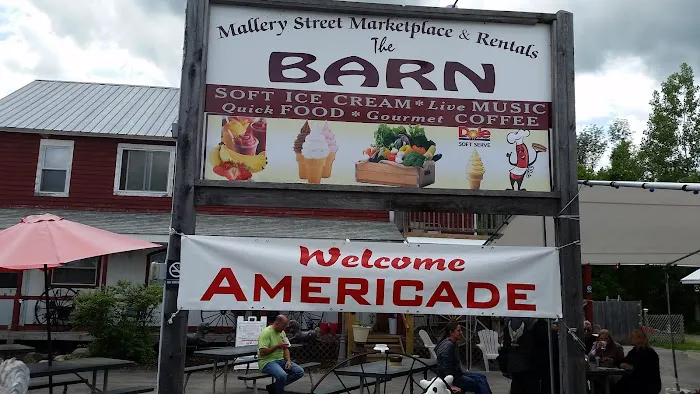 Mallery Street Marketplace & Rentals
The
BARN
SOFT ICE CREAM * Live MUSIC
Quick FOOD * Gourmet COFFEE
Dole
SOFT SERVE
Welcome
AMERICADE